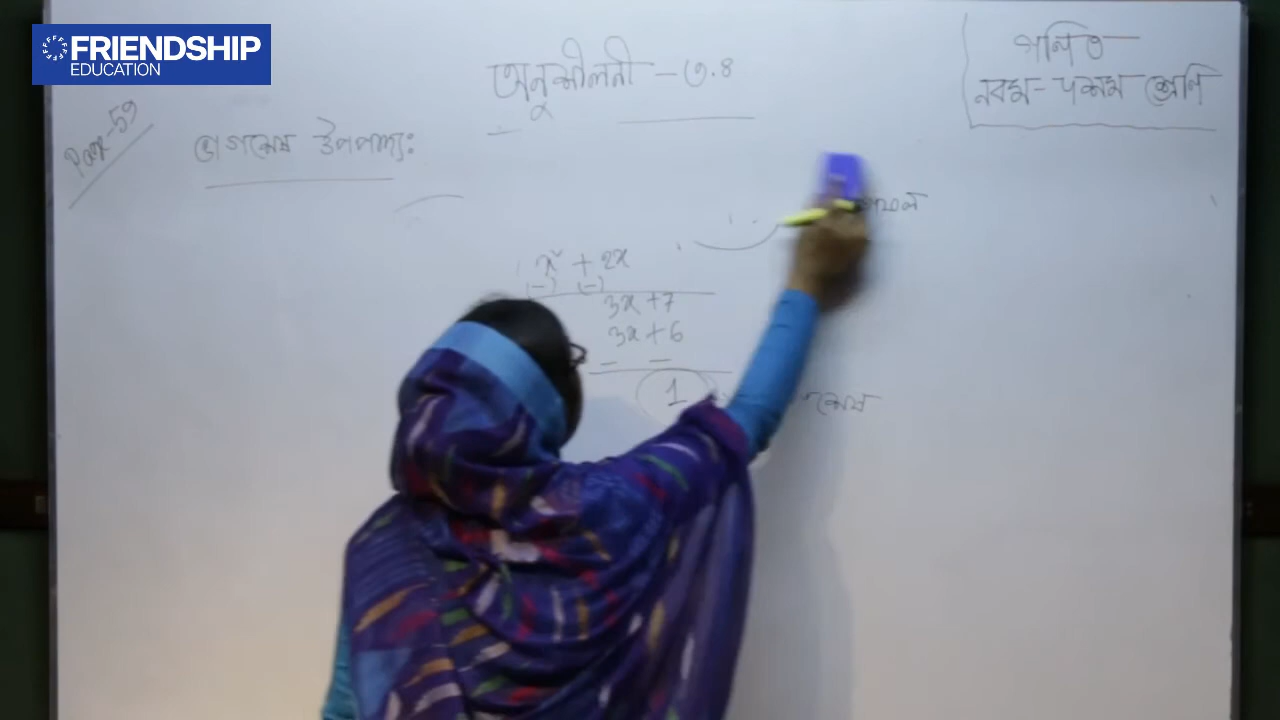 FRIENDSHIP
EDUCATION
গণিত
নবম-দশম শ্রেণি
অনুশীলনী - ৩.৪
Page-59
ভাগশেষ উপপাদ্যঃ
x² + 2x
(-) (-)
3x + 7
3x + 6
- -
1